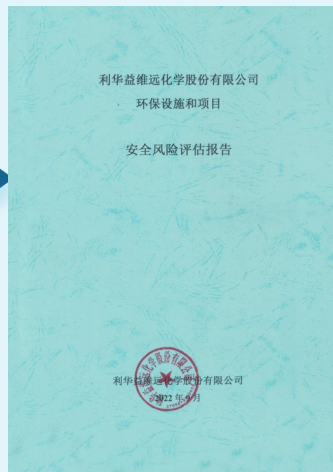 利华益维远化学股份有限公司
环保设施和项目
安全风险评估报告
利华益维远化学股份有限公司
2022 年 9 月